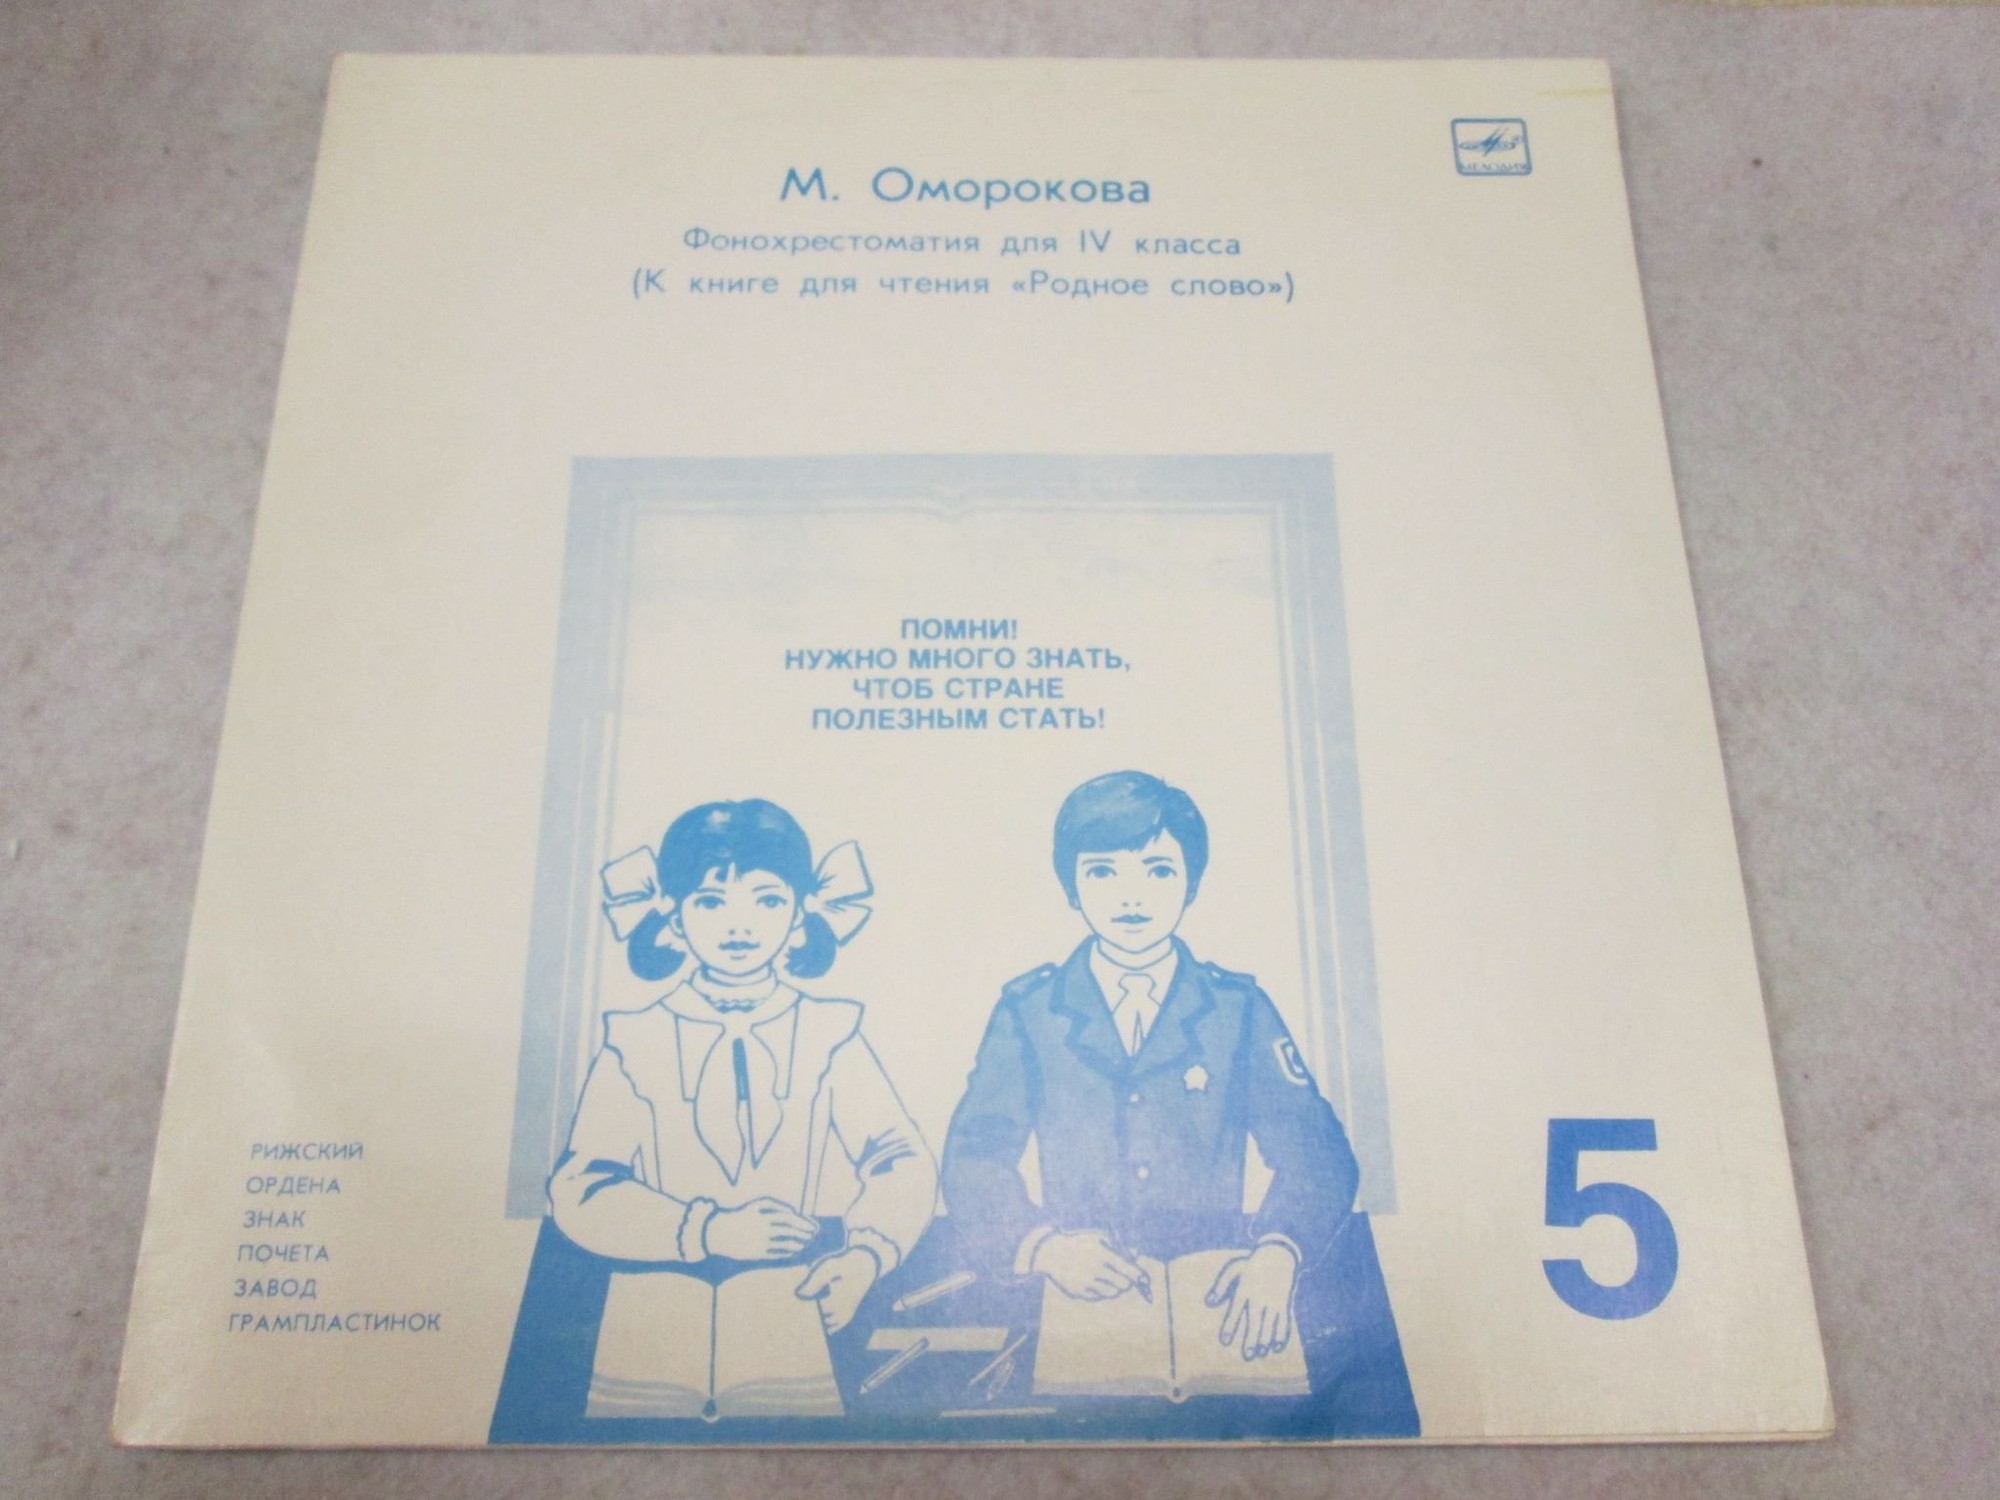 МЕЛОДИЯ
М. Оморокова
Фонохрестоматия для IV класса
(К книге для чтения «Родное слово»)
ПОМНИ!
НУЖНО МНОГО ЗНАТЬ,
ЧТОБ СТРАНЕ
ПОЛЕЗНЫМ СТАТЬ!
РИЖСКИЙ
ОРДЕНА
ЗНАК
ПОЧЕТА
ЗАВОД
ГРАМПЛАСТИНОК
5